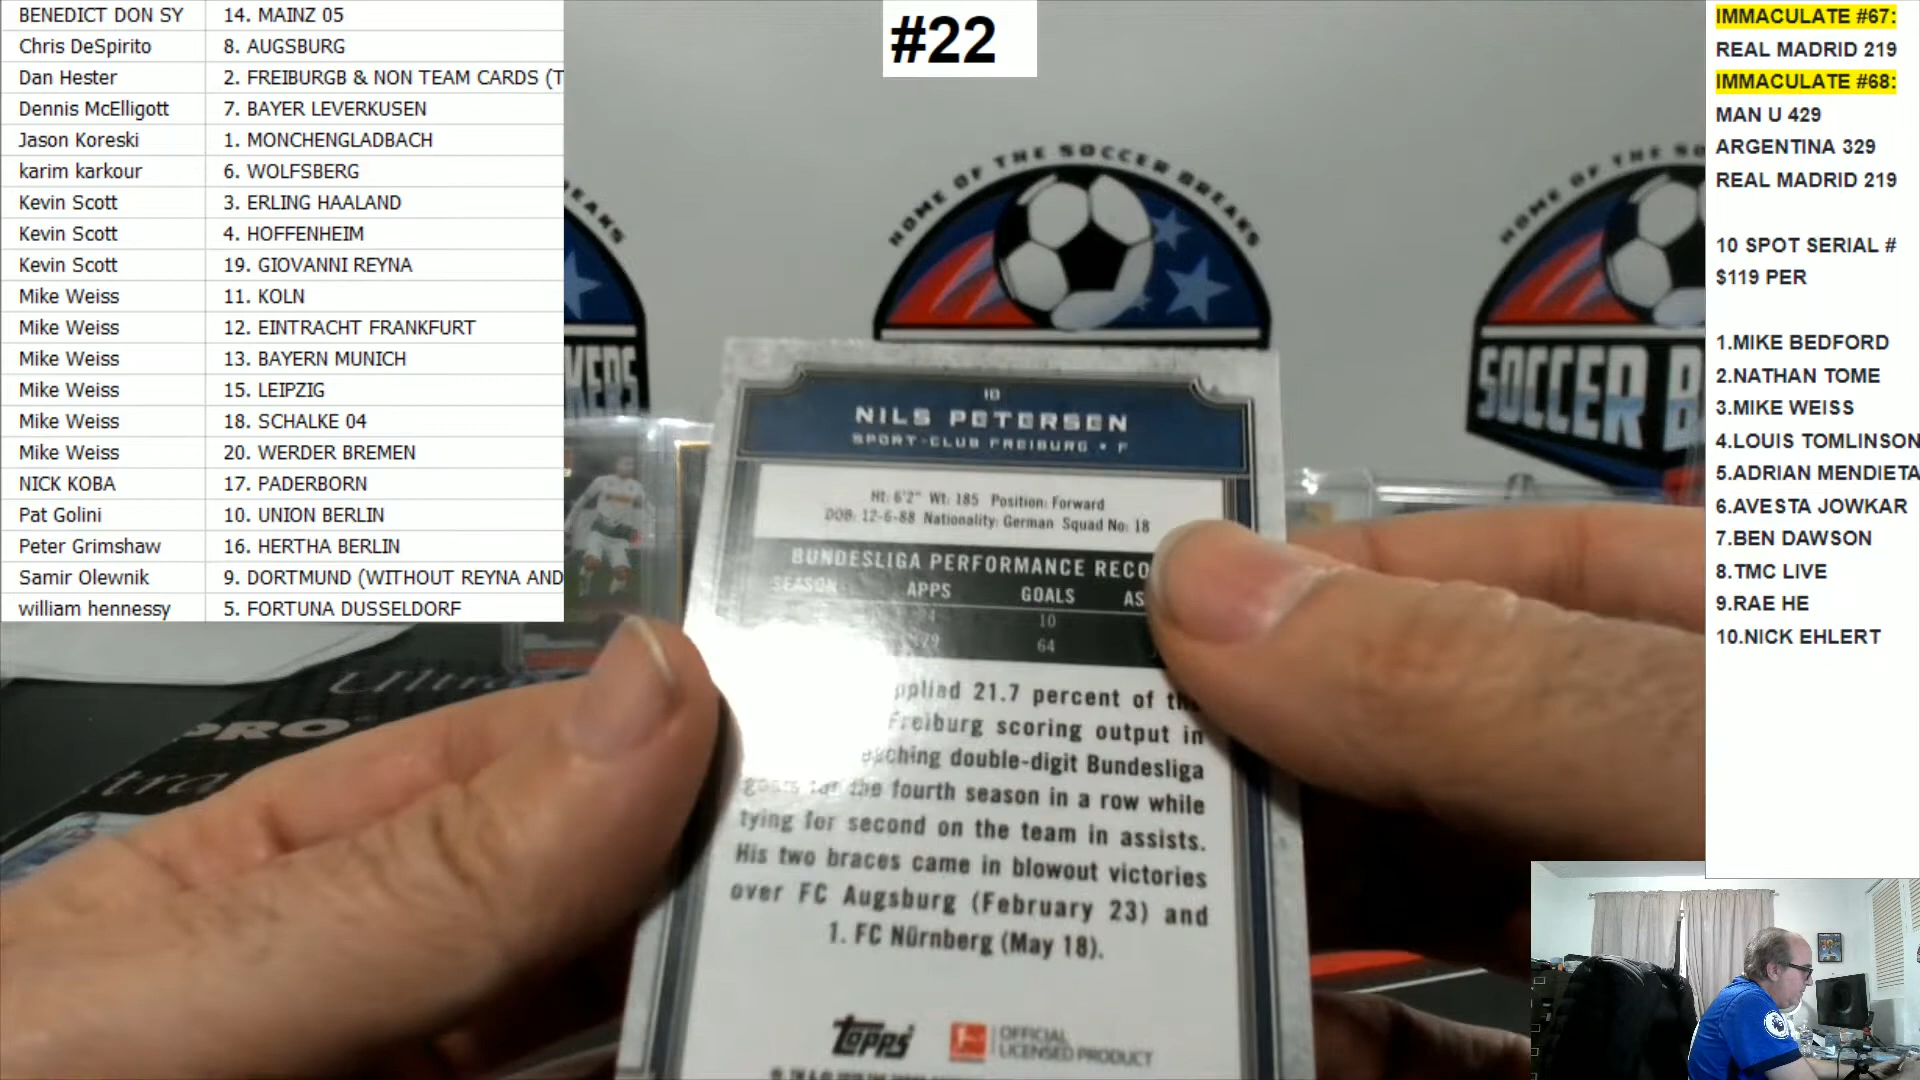 BENEDICT DON SY 14. MAINZ 05
Chris DeSpirito 8. AUGSBURG
Dan Hester 2. FREIBURGB & NON TEAM CARDS (T
Dennis McElligott 7. BAYER LEVERKUSEN
Jason Koreski 1. MONCHENGLADBACH
karim karkour 6. WOLFSBERG
Kevin Scott 3. ERLING HAALAND
Kevin Scott 4. HOFFENHEIM
Kevin Scott 19. GIOVANNI REYNA
Mike Weiss 11. KOLN
Mike Weiss 12. EINTRACHT FRANKFURT
Mike Weiss 13. BAYERN MUNICH
Mike Weiss 15. LEIPZIG
Mike Weiss 18. SCHALKE 04
Mike Weiss 20. WERDER BREMEN
NICK KOBA 17. PADERBORN
Pat Golini 10. UNION BERLIN
Peter Grimshaw 16. HERTHA BERLIN
Samir Olewnik 9. DORTMUND (WITHOUT REYNA AND
william hennessy 5. FORTUNA DUSSELDORF
#22
HOME OF THE SOCCER BREAKS
SOCCER B
10
NILS PETERSEN
SPORT-CLUB FREIBURG • F
Ht: 6'2" Wt: 185 Position: Forward
DOB: 12-6-88 Nationality: German Squad No: 18
BUNDESLIGA PERFORMANCE RECO
SEASON APPS GOALS AS
10
64
pplied 21.7 percent of
Freiburg scoring output in
double-digit Bundesliga
the fourth season in a row while
tying for second on the team in assists.
His two braces came in blowout victories
over FC Augsburg (February 23) and
1. FC Nürnberg (May 18).
Topps
OFFICIAL
LICENSED PRODUCT
IMMACULATE #67:
REAL MADRID 219
IMMACULATE #68:
MAN U 429
ARGENTINA 329
REAL MADRID 219
10 SPOT SERIAL #
$119 PER
1.MIKE BEDFORD
2.NATHAN TOME
3.MIKE WEISS
4.LOUIS TOMLINSON
5.ADRIAN MENDIETA
6.AVESTA JOWKAR
7.BEN DAWSON
8.TMC LIVE
9.RAE HE
10.NICK EHLERT